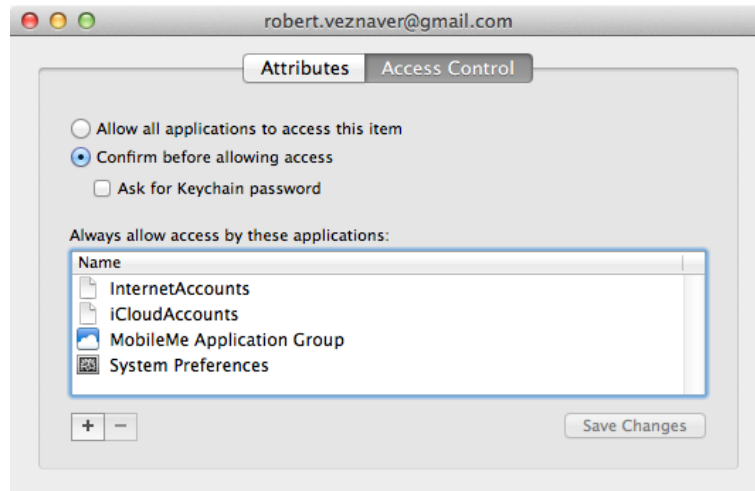 robert.veznaver@gmail.com
Attributes Access Control
Allow all applications to access this item
Confirm before allowing access
Ask for Keychain password
Always allow access by these applications:
Name
InternetAccounts
iCloudAccounts
MobileMe Application Group
System Preferences
+ − Save Changes